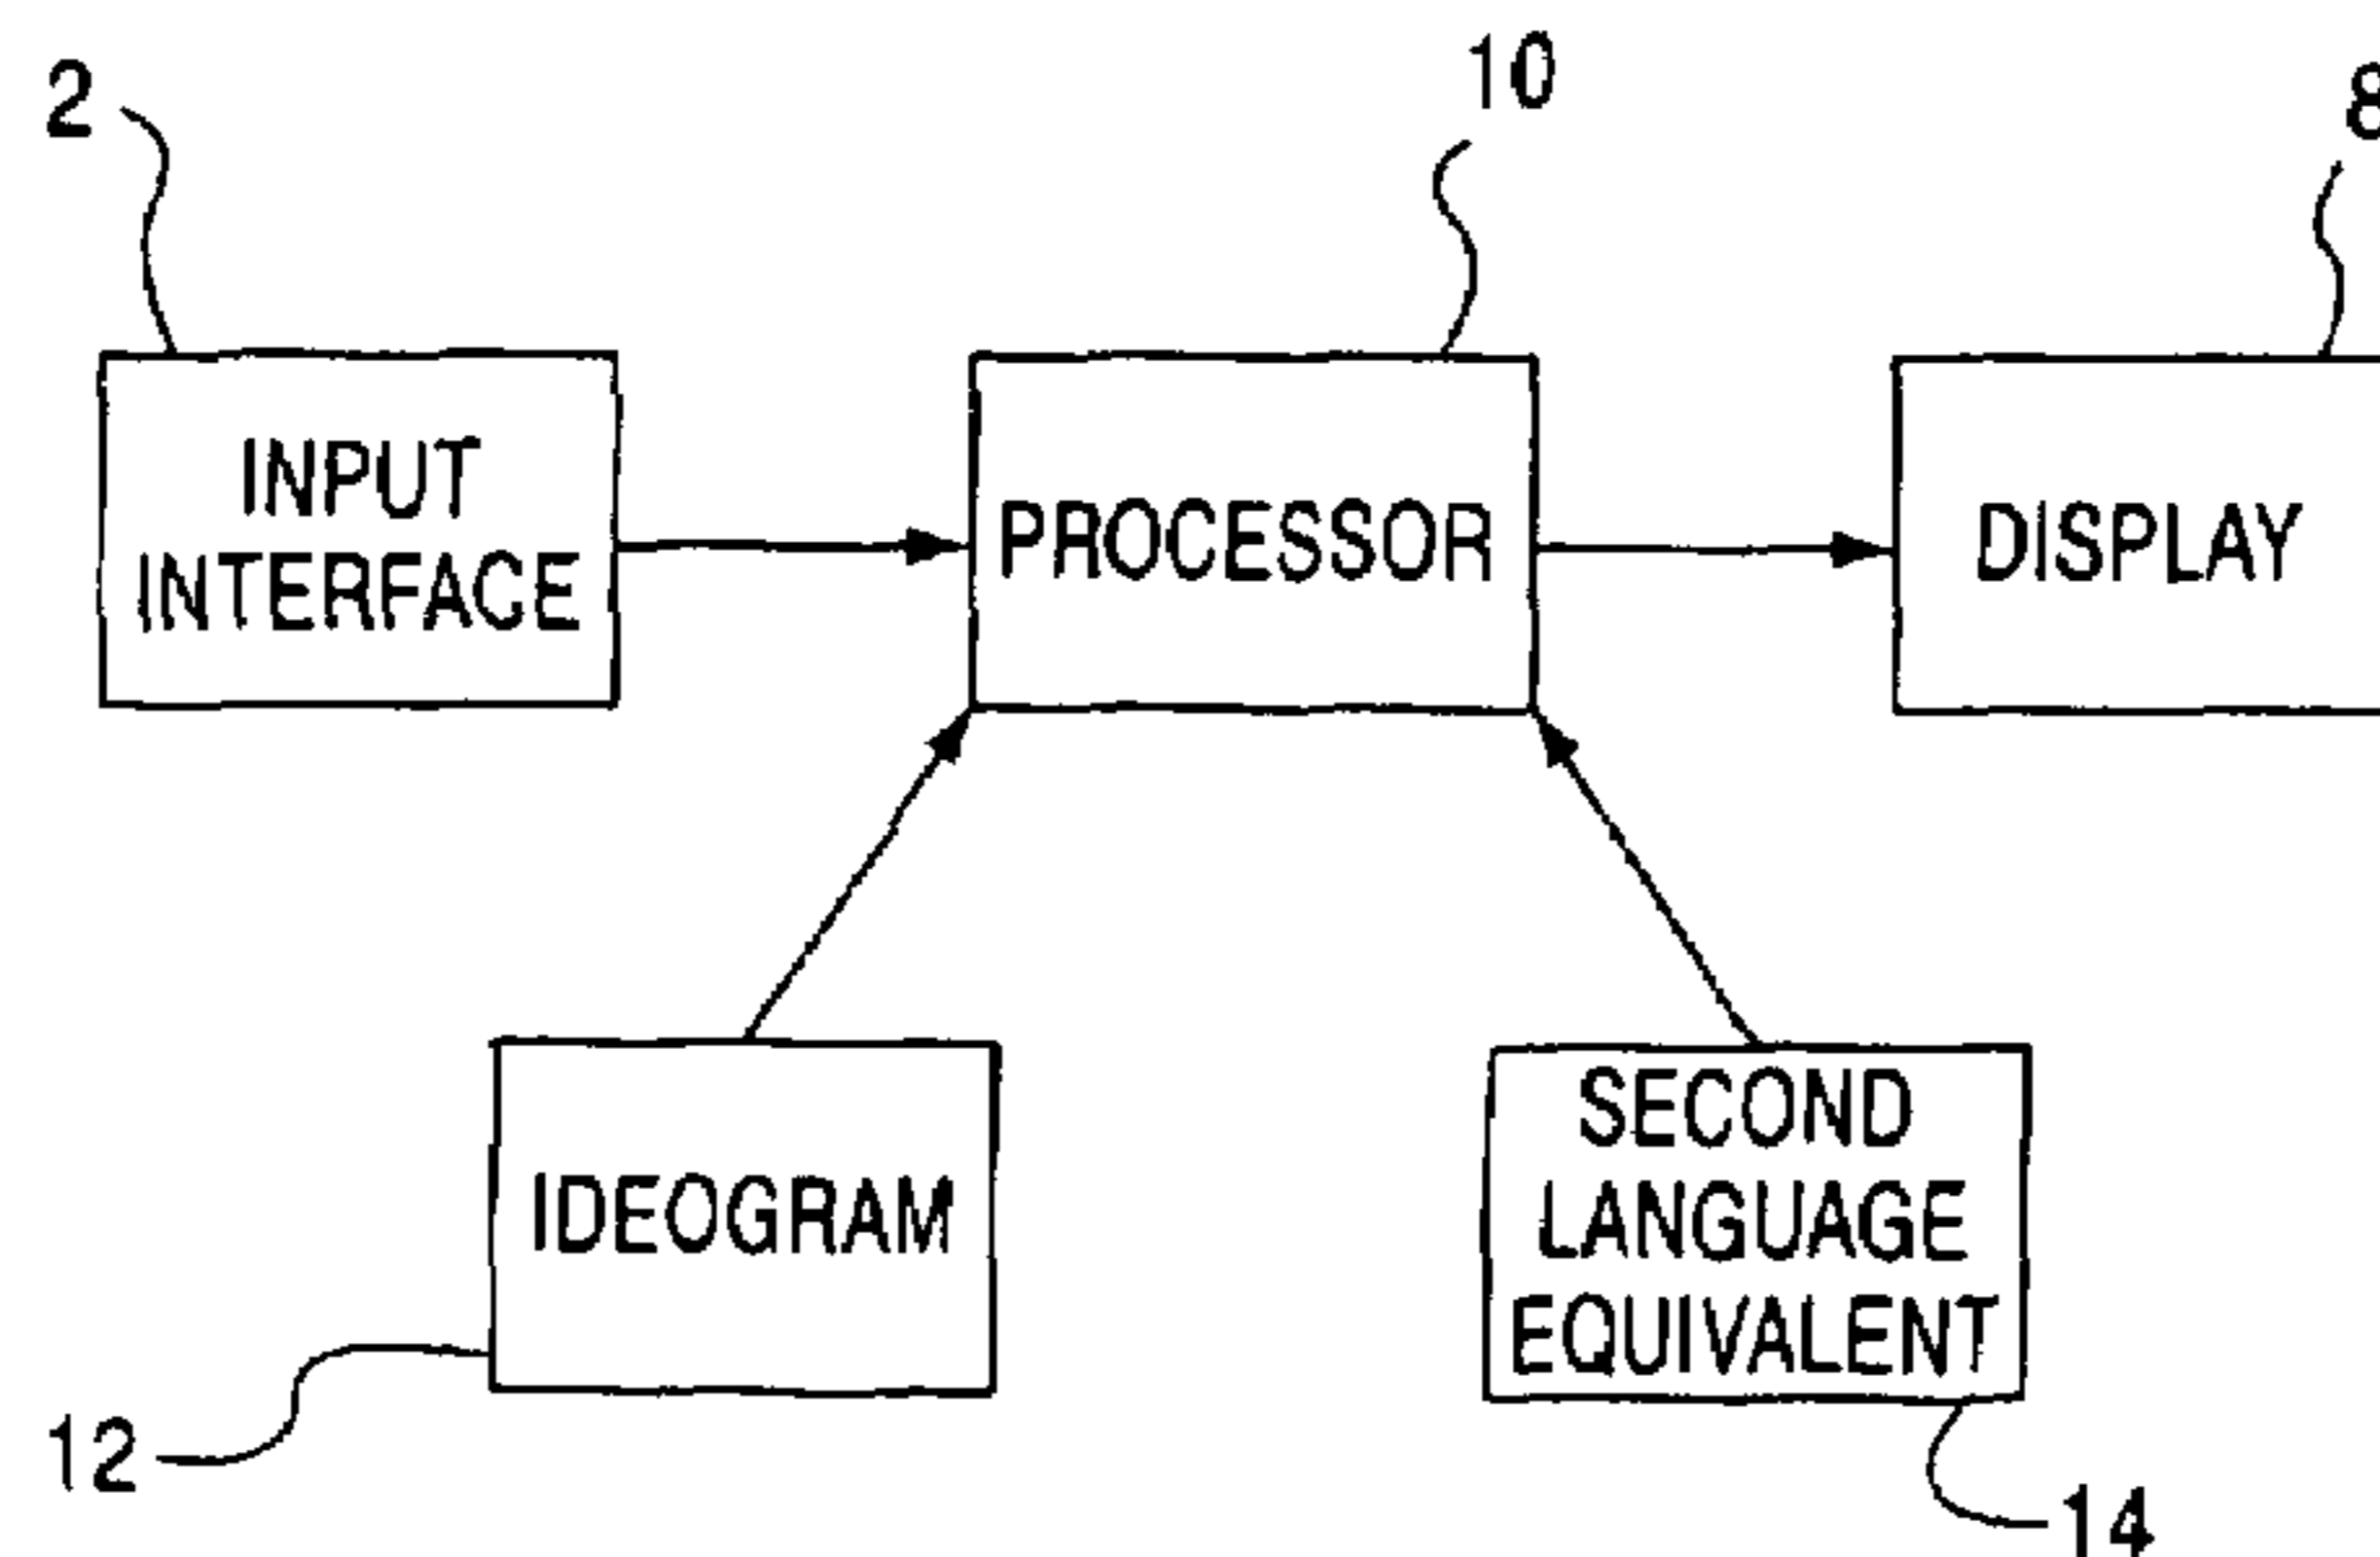 2
10
8
INPUT
INTERFACE
PROCESSOR
DISPLAY
IDEOGRAM
SECOND
LANGUAGE
EQUIVALENT
12
14